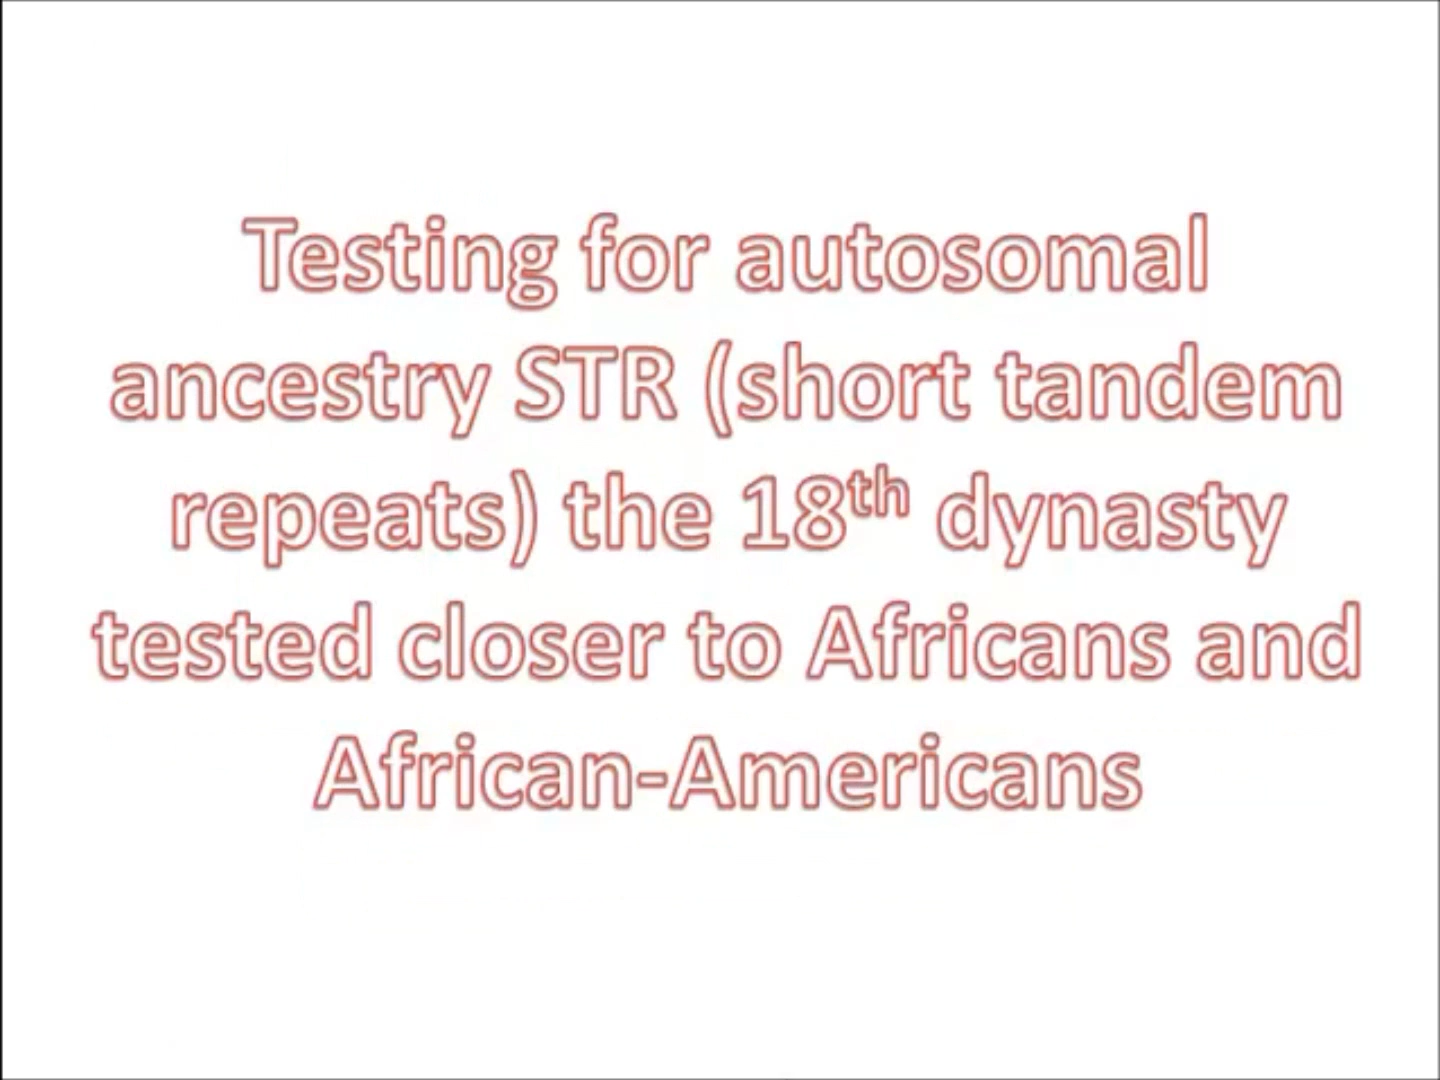 Testing for autosomal
ancestry STR (short tandem
repeats) the 18th dynasty
tested closer to Africans and
African-Americans